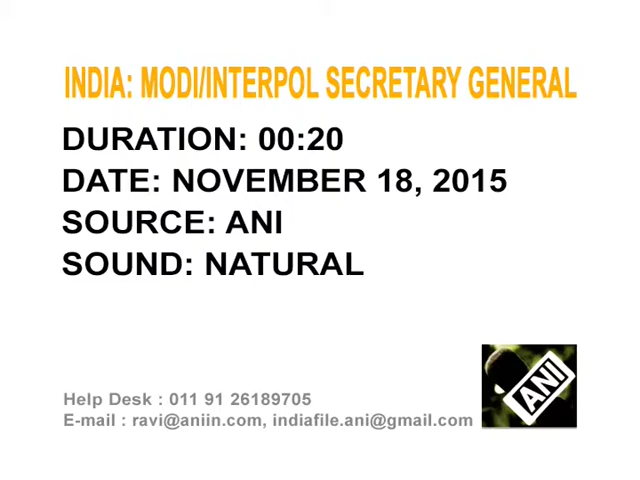 INDIA: MODI/INTERPOL SECRETARY GENERAL
DURATION: 00:20
DATE: NOVEMBER 18, 2015
SOURCE: ANI
SOUND: NATURAL
ANI
Help Desk : 011 91 26189705
E-mail : ravi@aniin.com, indiafile.ani@gmail.com